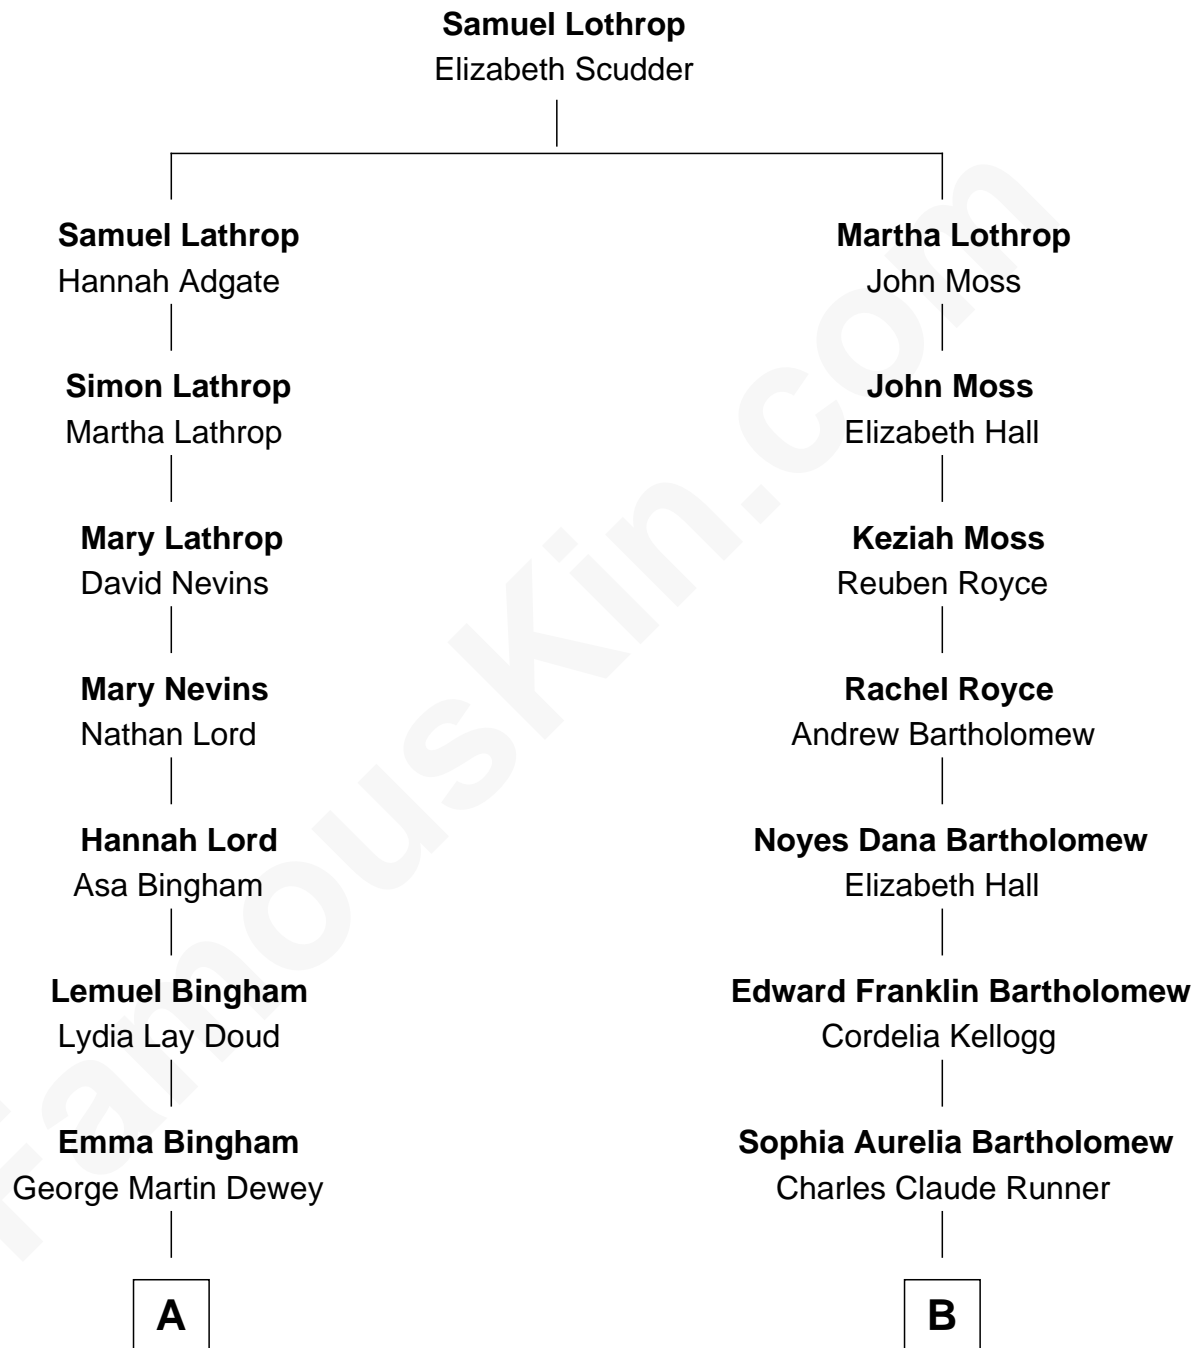 Samuel Lothrop
Elizabeth Scudder
Samuel Lathrop
Hannah Adgate
Simon Lathrop
Martha Lathrop
Mary Lathrop
David Nevins
Mary Nevins
Nathan Lord
Hannah Lord
Asa Bingham
Lemuel Bingham
Lydia Lay Doud
Emma Bingham
George Martin Dewey
A
Martha Lothrop
John Moss
John Moss
Elizabeth Hall
Keziah Moss
Reuben Royce
Rachel Royce
Andrew Bartholomew
Noyes Dana Bartholomew
Elizabeth Hall
Edward Franklin Bartholomew
Cordelia Kellogg
Sophia Aurelia Bartholomew
Charles Claude Runner
B
FamousKin.com